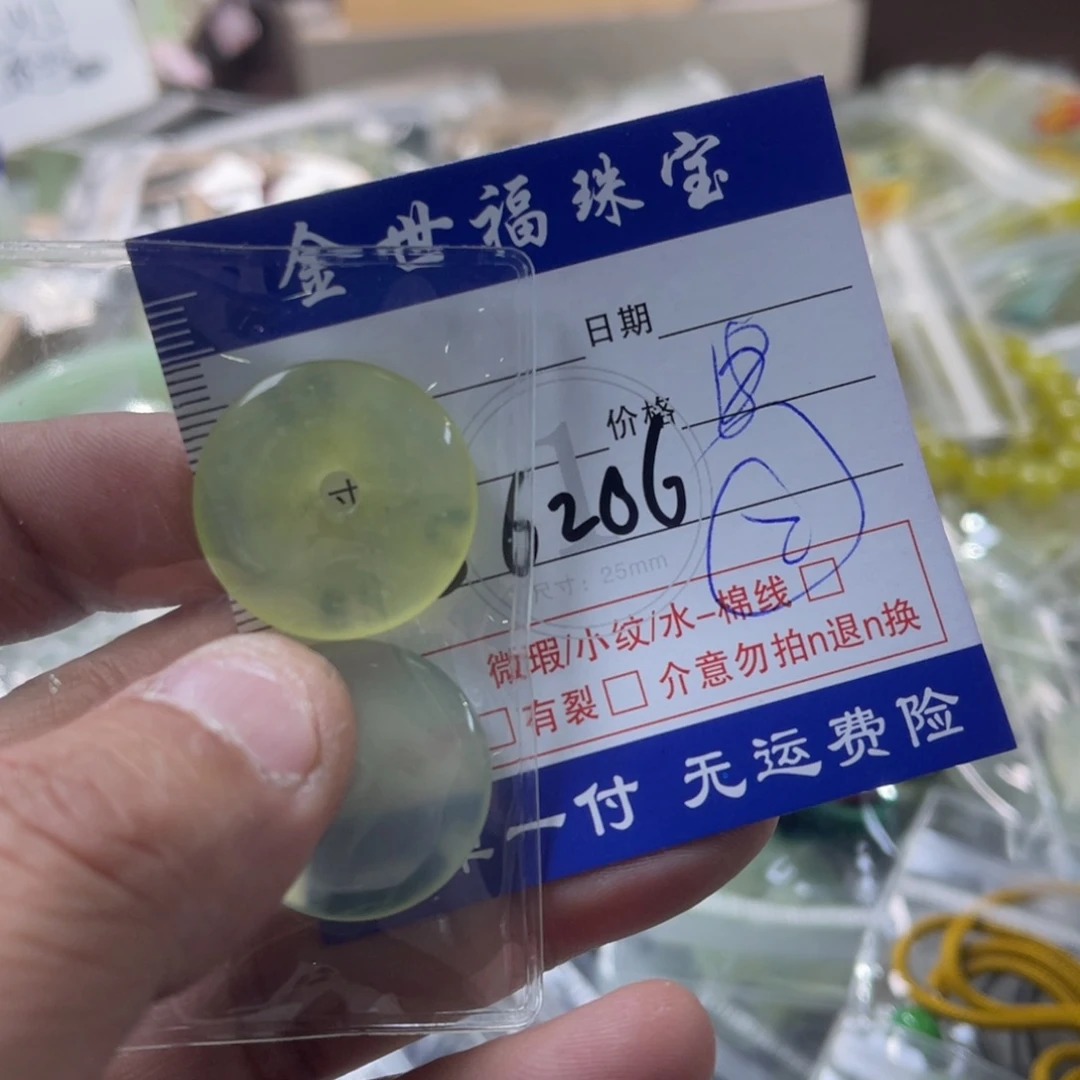 金世福珠宝
日期
价格
6206
寸
尺寸：25mm
微瑕/小纹/水-棉线
有裂 介意勿拍n退n换
一付 无运费险